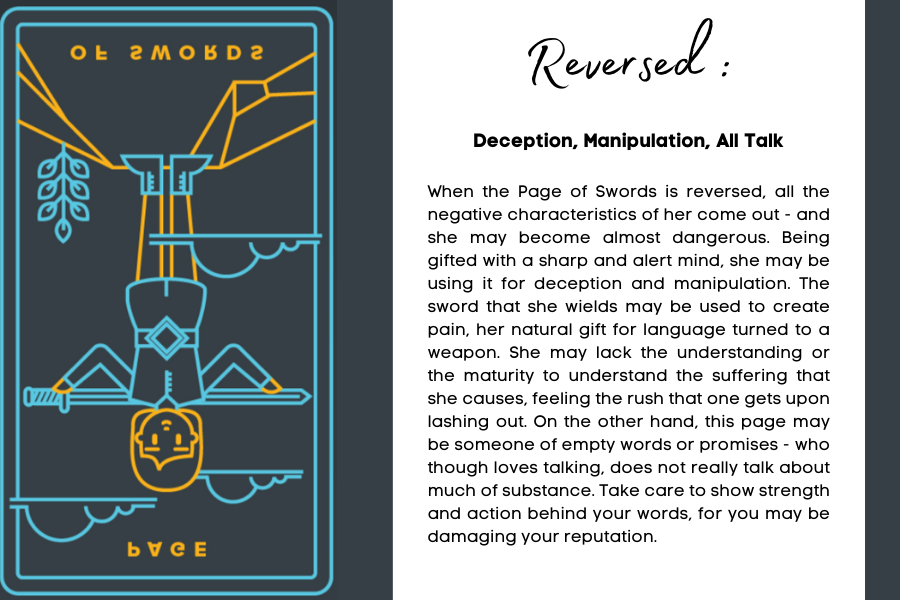 OF SWORDS
PAGE
Reversed :
Deception, Manipulation, All Talk
When the Page of Swords is reversed, all the
negative characteristics of her come out - and
she may become almost dangerous. Being
gifted with a sharp and alert mind, she may be
using it for deception and manipulation. The
sword that she wields may be used to create
pain, her natural gift for language turned to a
weapon. She may lack the understanding or
the maturity to understand the suffering that
she causes, feeling the rush that one gets upon
lashing out. On the other hand, this page may
be someone of empty words or promises - who
though loves talking, does not really talk about
much of substance. Take care to show strength
and action behind your words, for you may be
damaging your reputation.